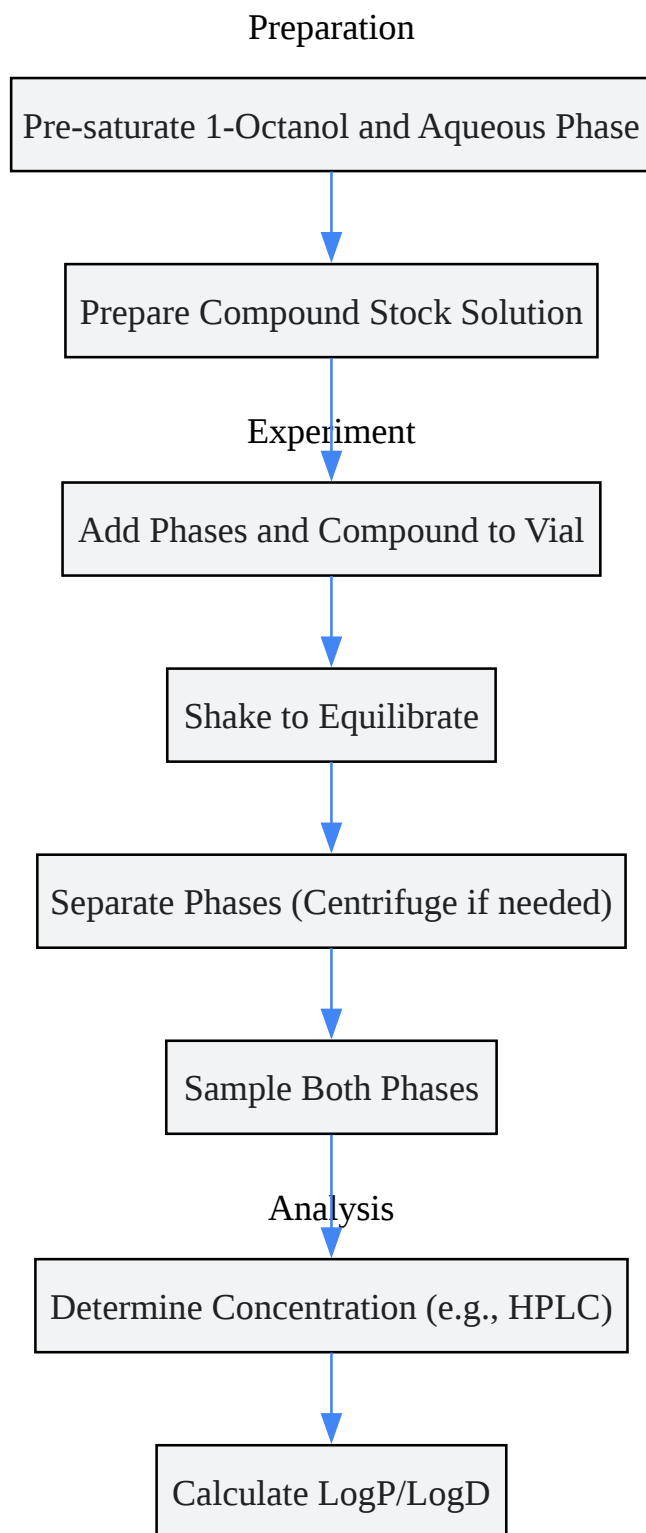 Preparation
Pre-saturate 1-Octanol and Aqueous Phase
Prepare Compound Stock Solution
Experiment
Add Phases and Compound to Vial
Shake to Equilibrate
Separate Phases (Centrifuge if needed)
Sample Both Phases
Analysis
Determine Concentration (e.g., HPLC)
Calculate LogP/LogD